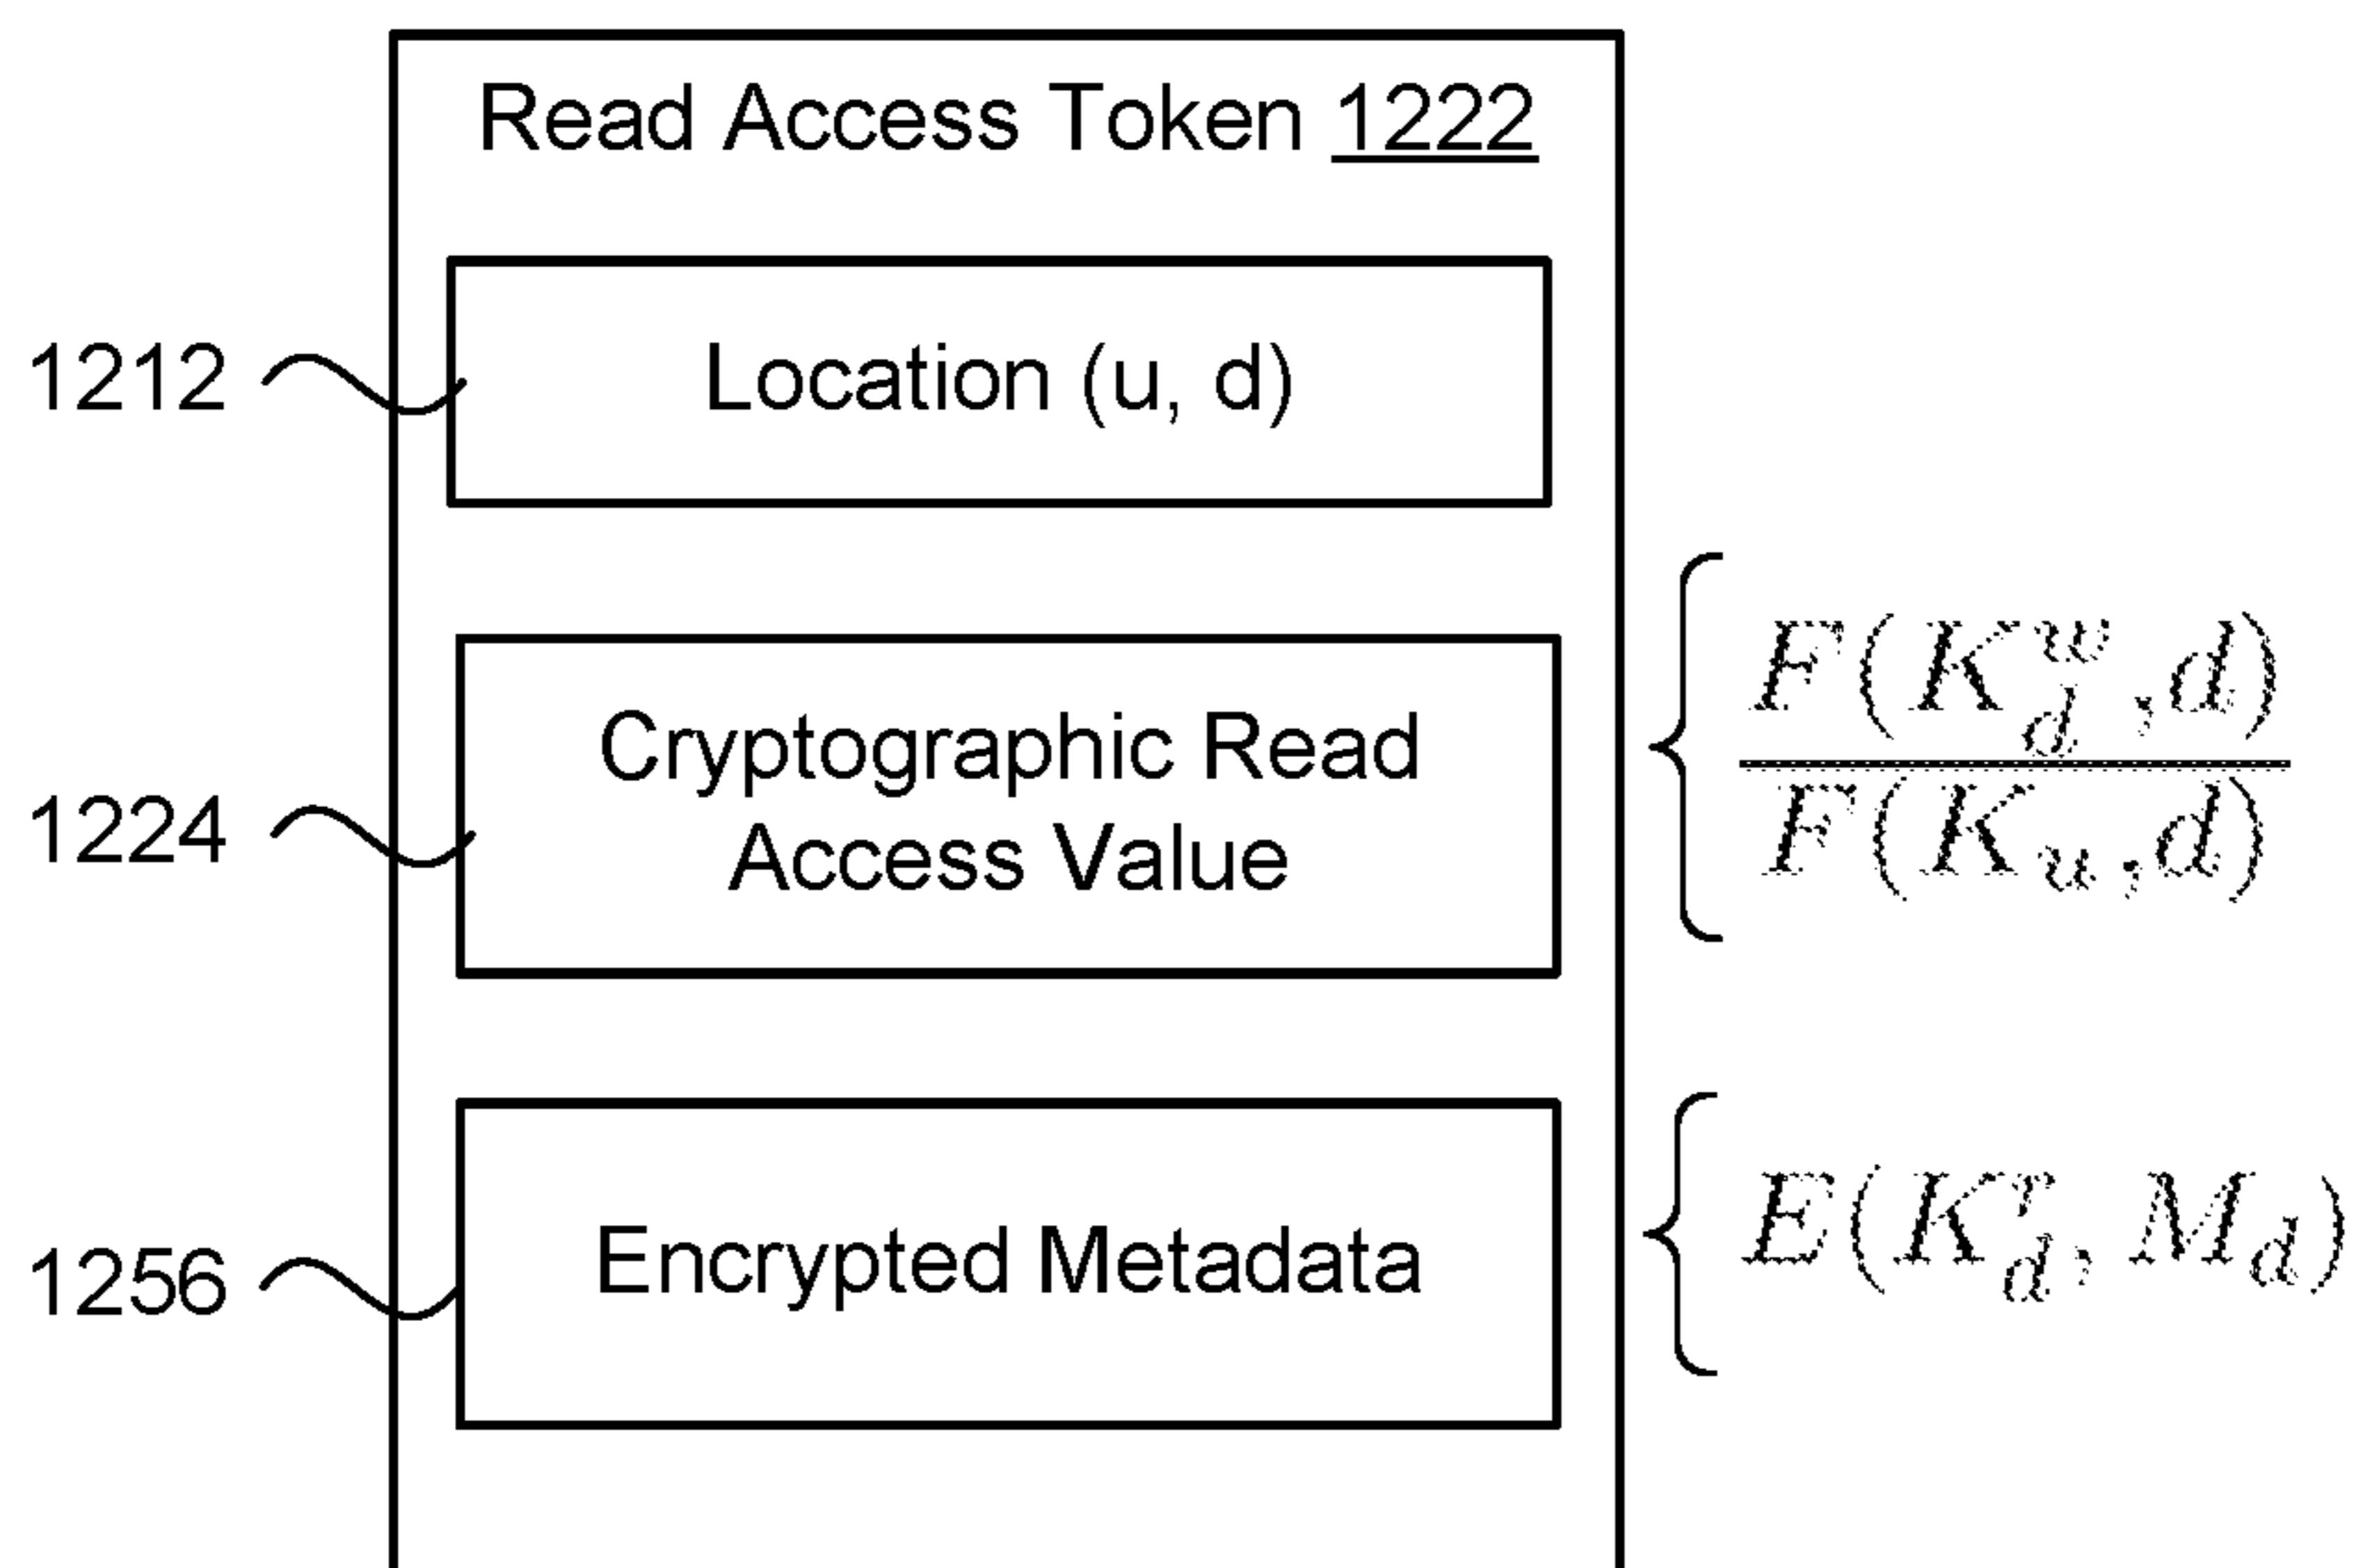 Read Access Token 1222
1212
Location (u, d)
1224
Cryptographic Read
Access Value
F(K_d^w, d)
F(K_u, d)
1256
Encrypted Metadata
E(K_d^r, M_d)